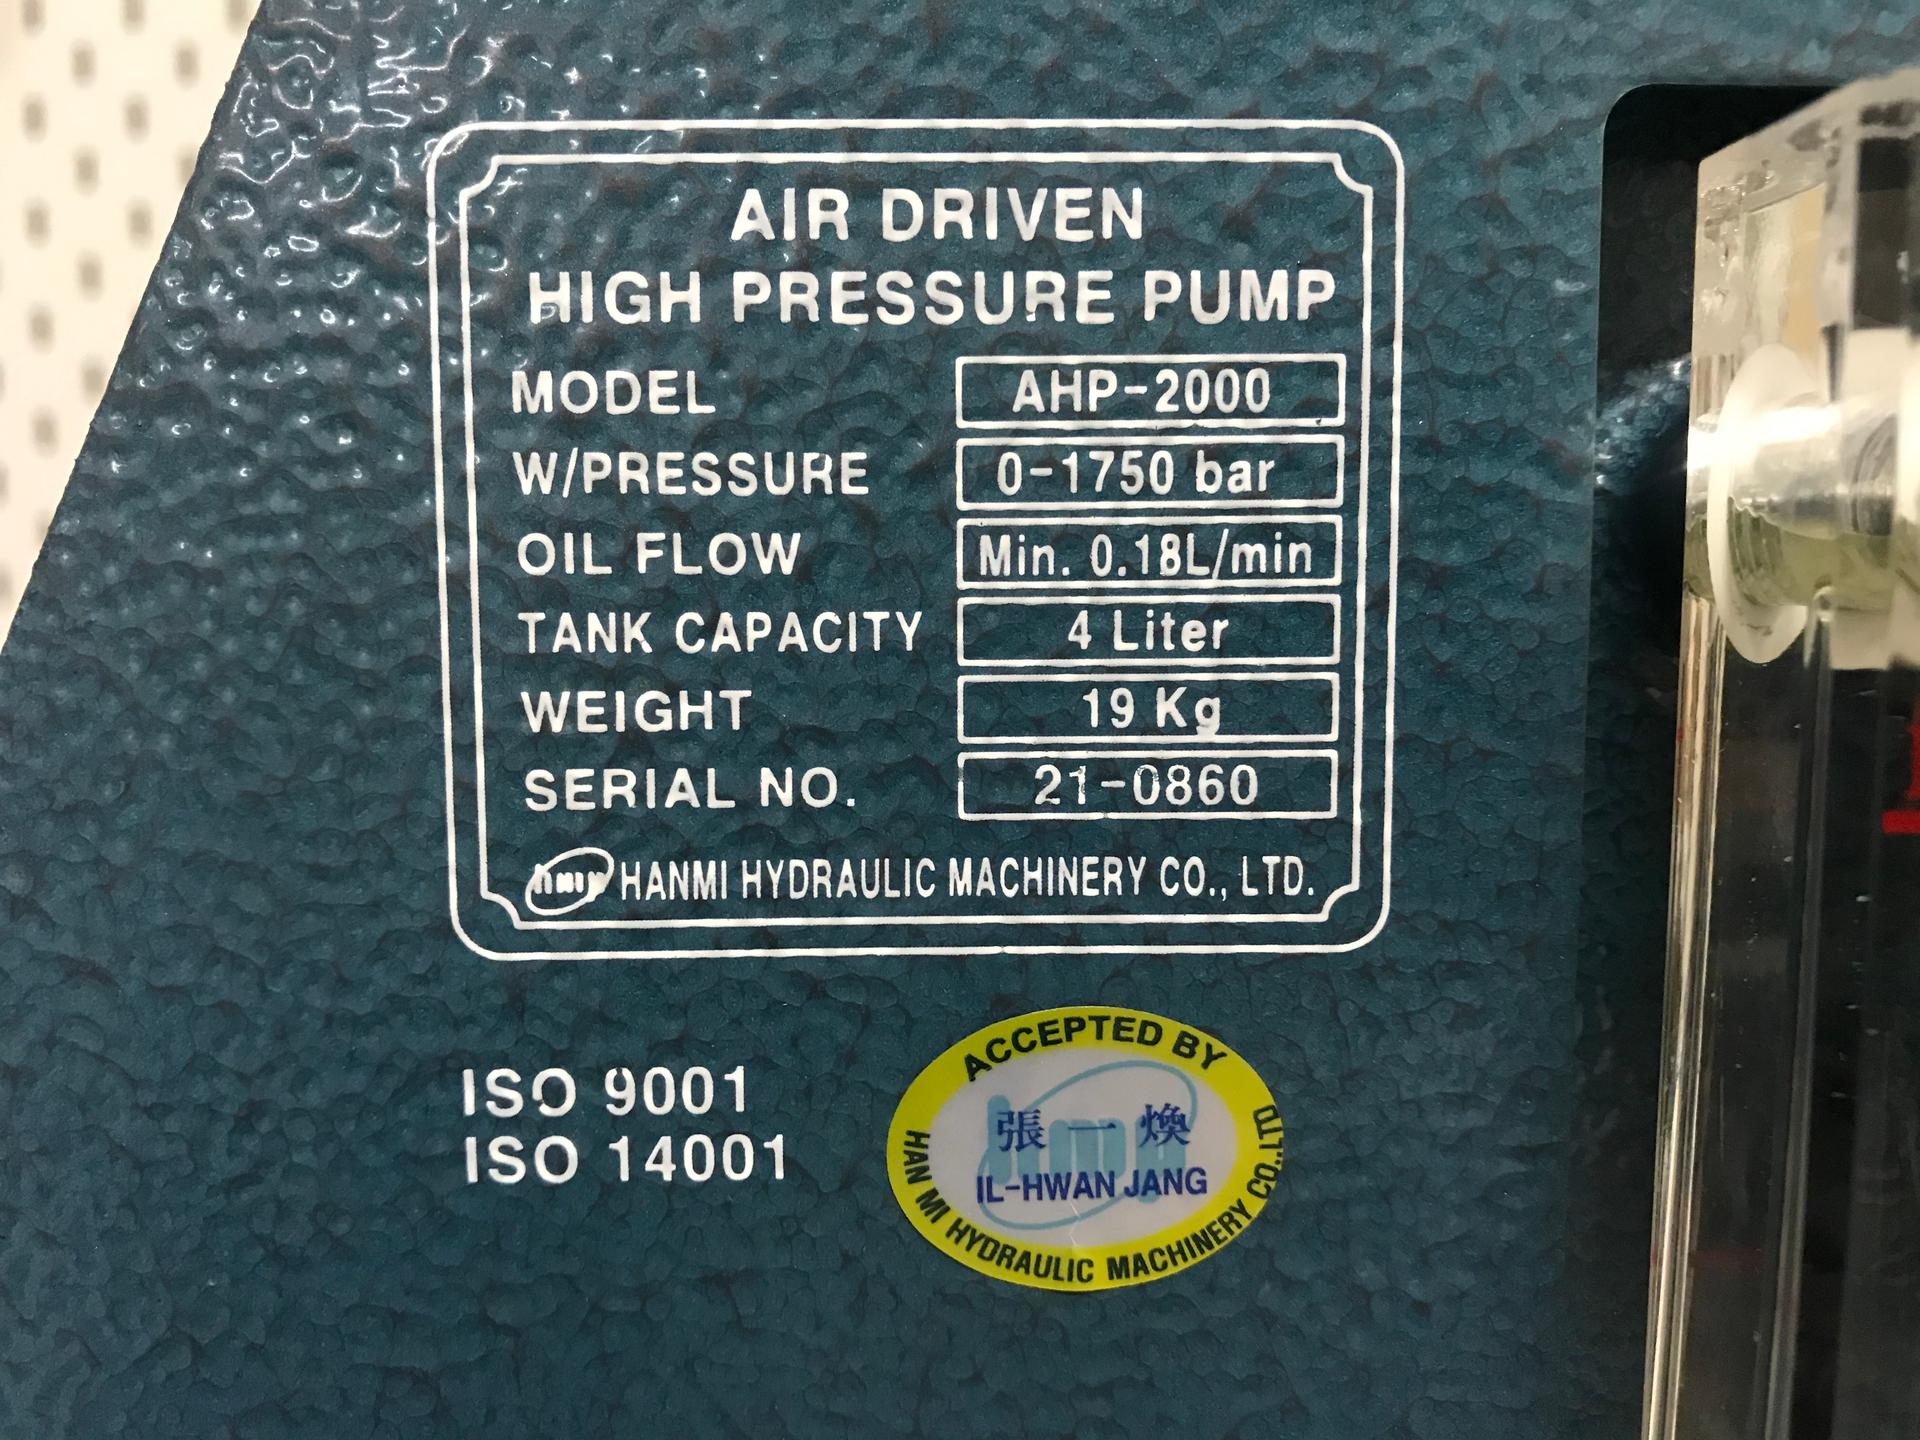 AIR DRIVEN
HIGH PRESSURE PUMP
MODEL AHP-2000
W/PRESSURE 0-1750 bar
OIL FLOW Min. 0.18L/min
TANK CAPACITY 4 Liter
WEIGHT 19 Kg
SERIAL NO. 21-0860
HANMI HYDRAULIC MACHINERY CO., LTD.
ISO 9001
ISO 14001
ACCEPTED BY
張 一 煥
IL-HWAN JANG
HAN MI HYDRAULIC MACHINERY CO.,LTD